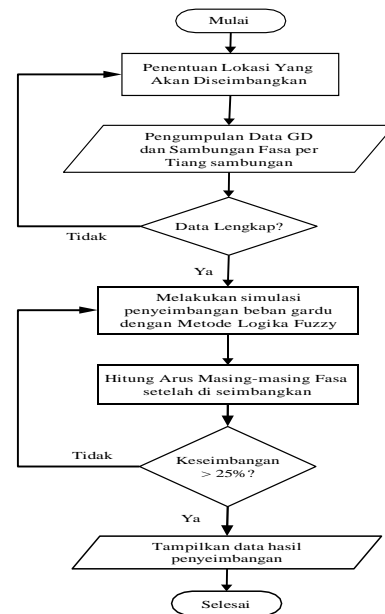 Mulai
Penentuan Lokasi Yang
Akan Diseimbangkan
Pengumpulan Data GD
dan Sambungan Fasa per
Tiang sambungan
Data Lengkap?
Tidak
Ya
Melakukan simulasi
penyeimbangan beban gardu
dengan Metode Logika Fuzzy
Hitung Arus Masing-masing Fasa
setelah di seimbangkan
Tidak
Keseimbangan
> 25%?
Ya
Tampilkan data hasil
penyeimbangan
Selesai